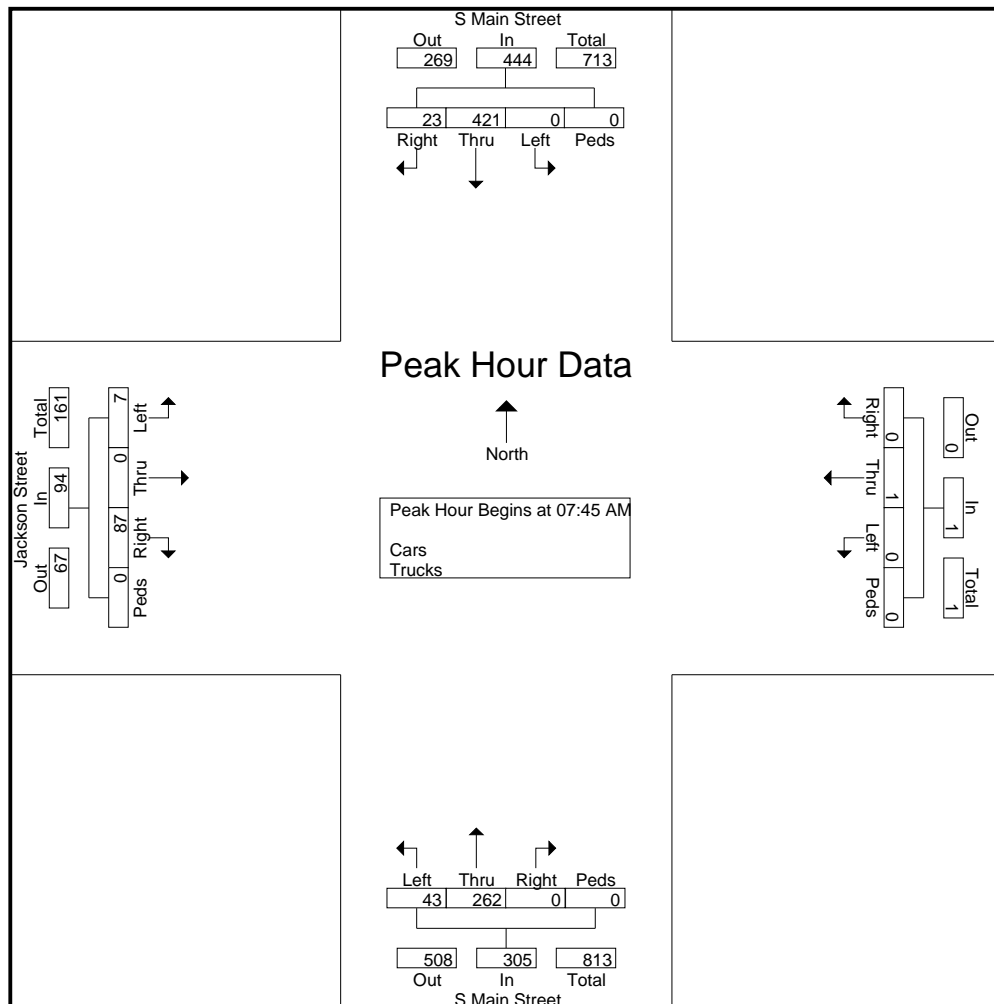 S Main Street
Out In Total
269 444 713
23 421 0 0
Right Thru Left Peds
Peak Hour Data
North
Peak Hour Begins at 07:45 AM
Cars
Trucks
Jackson Street
Out In Total
67 94 161
Peds Right Thru Left
0 87 0 7
Out In Total
0 1 1
Right Thru Left Peds
0 1 0 0
Left Thru Right Peds
43 262 0 0
508 305 813
Out In Total
S Main Street